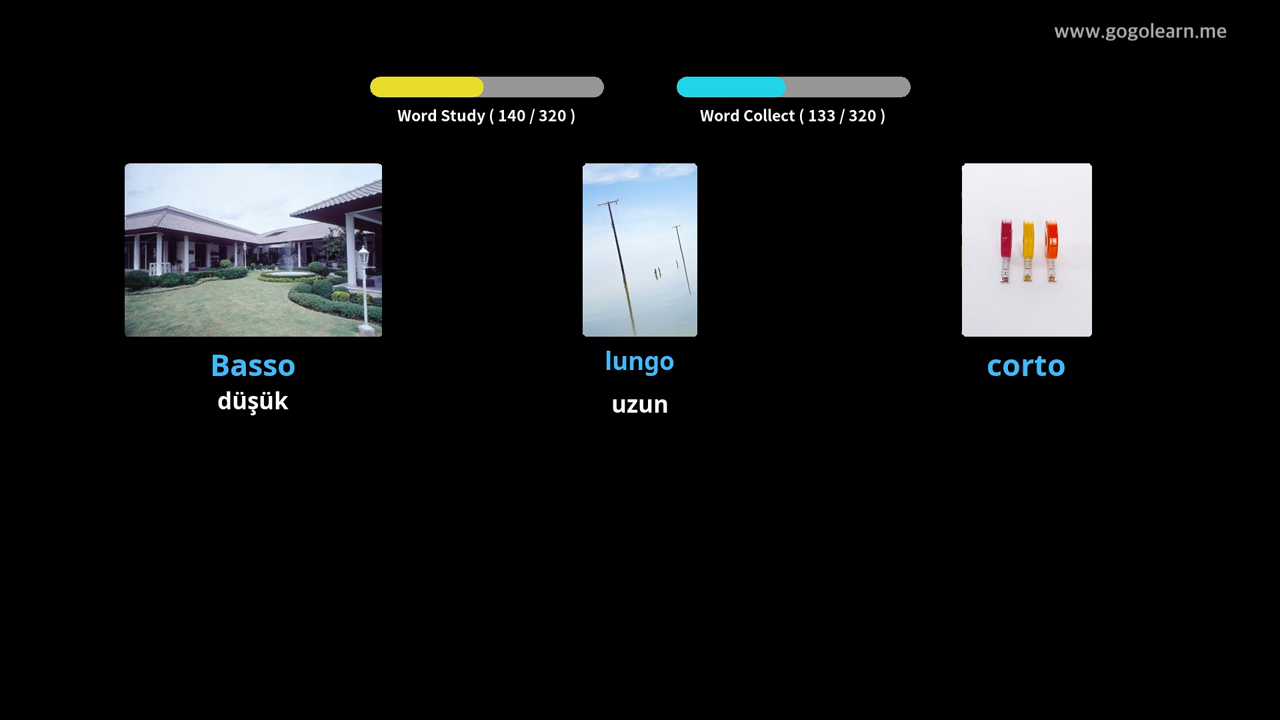 www.gogolearn.me
Word Study ( 140 / 320 )
Word Collect ( 133 / 320 )
Basso
düşük
lungo
uzun
corto